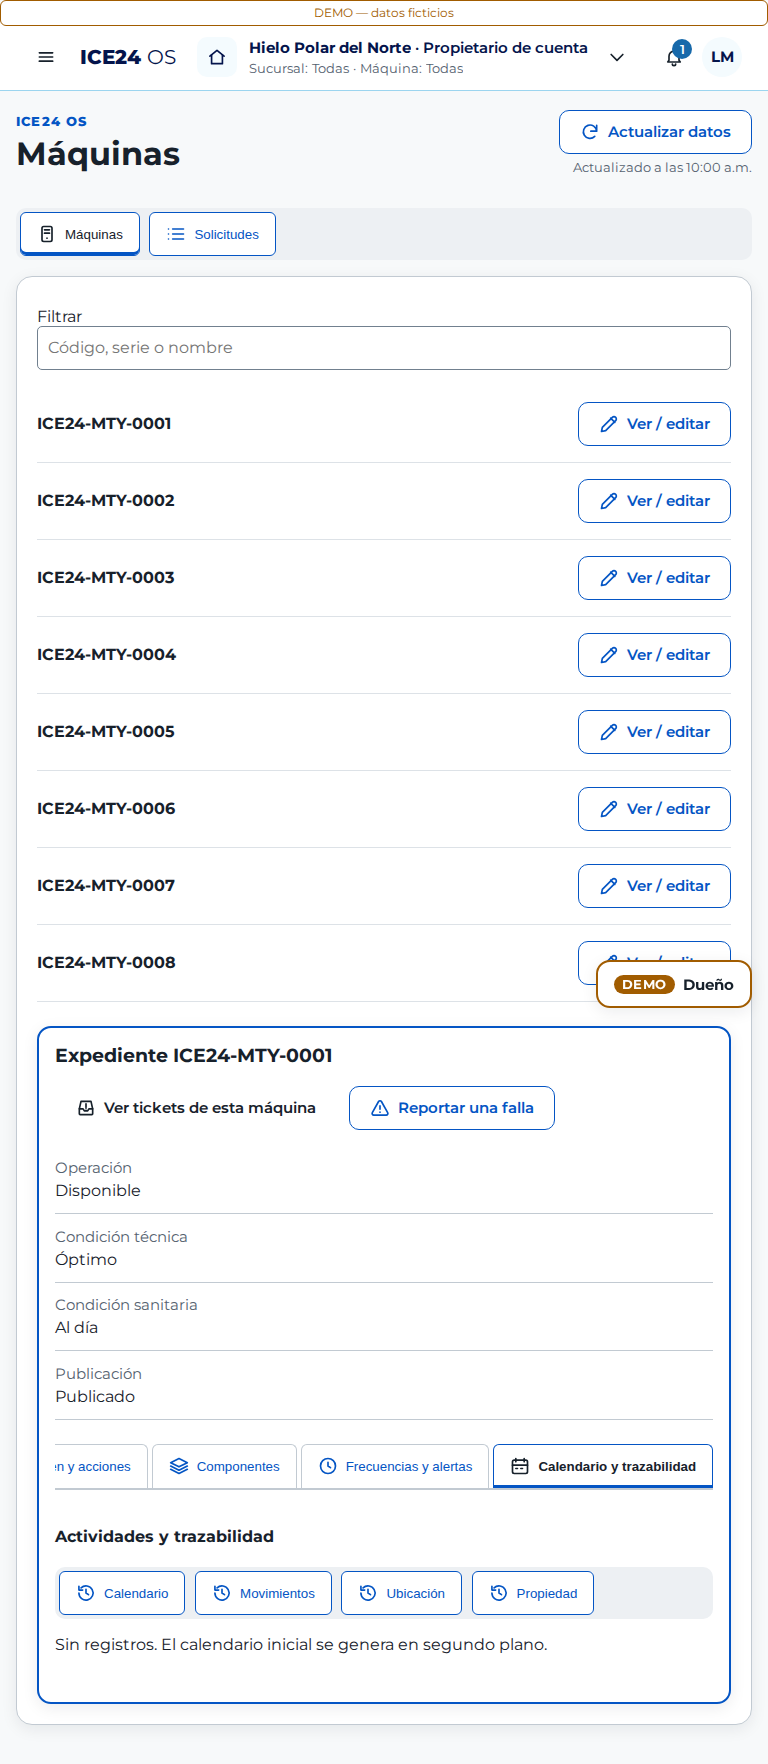 DEMO — datos ficticios
ICE24 OS
Hielo Polar del Norte · Propietario de cuenta
Sucursal: Todas · Máquina: Todas
1
LM
ICE24 OS
Máquinas
Actualizar datos
Actualizado a las 10:00 a.m.
Máquinas
Solicitudes
Filtrar
Código, serie o nombre
ICE24-MTY-0001
Ver / editar
ICE24-MTY-0002
Ver / editar
ICE24-MTY-0003
Ver / editar
ICE24-MTY-0004
Ver / editar
ICE24-MTY-0005
Ver / editar
ICE24-MTY-0006
Ver / editar
ICE24-MTY-0007
Ver / editar
ICE24-MTY-0008
DEMO Dueño
Expediente ICE24-MTY-0001
Ver tickets de esta máquina
Reportar una falla
Operación
Disponible
Condición técnica
Óptimo
Condición sanitaria
Al día
Publicación
Publicado
y acciones
Componentes
Frecuencias y alertas
Calendario y trazabilidad
Actividades y trazabilidad
Calendario
Movimientos
Ubicación
Propiedad
Sin registros. El calendario inicial se genera en segundo plano.